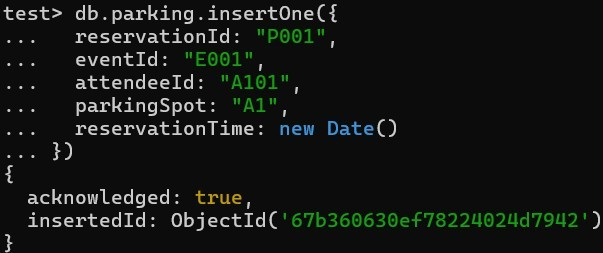 test> db.parking.insertOne({
...   reservationId: "P001",
...   eventId: "E001",
...   attendeeId: "A101",
...   parkingSpot: "A1",
...   reservationTime: new Date()
... })
{
  acknowledged: true,
  insertedId: ObjectId('67b360630ef78224024d7942')
}